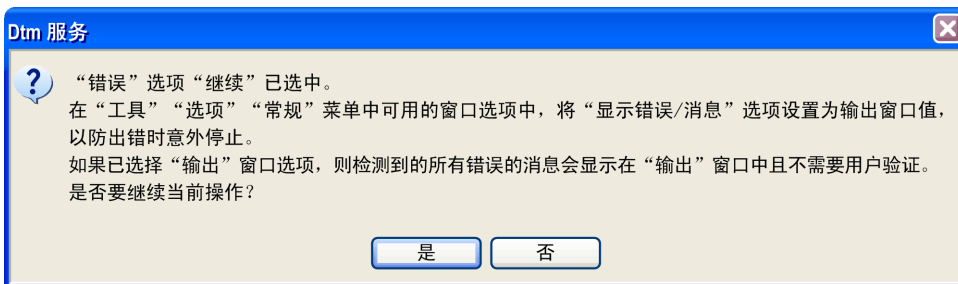 Dtm 服务
“错误”选项“继续”已选中。
在“工具”“选项”“常规”菜单中可用的窗口选项中，将“显示错误/消息”选项设置为输出窗口值，
以防出错时意外停止。
如果已选择“输出”窗口选项，则检测到的所有错误的消息会显示在“输出”窗口中且不需要用户验证。
是否要继续当前操作?
是
否